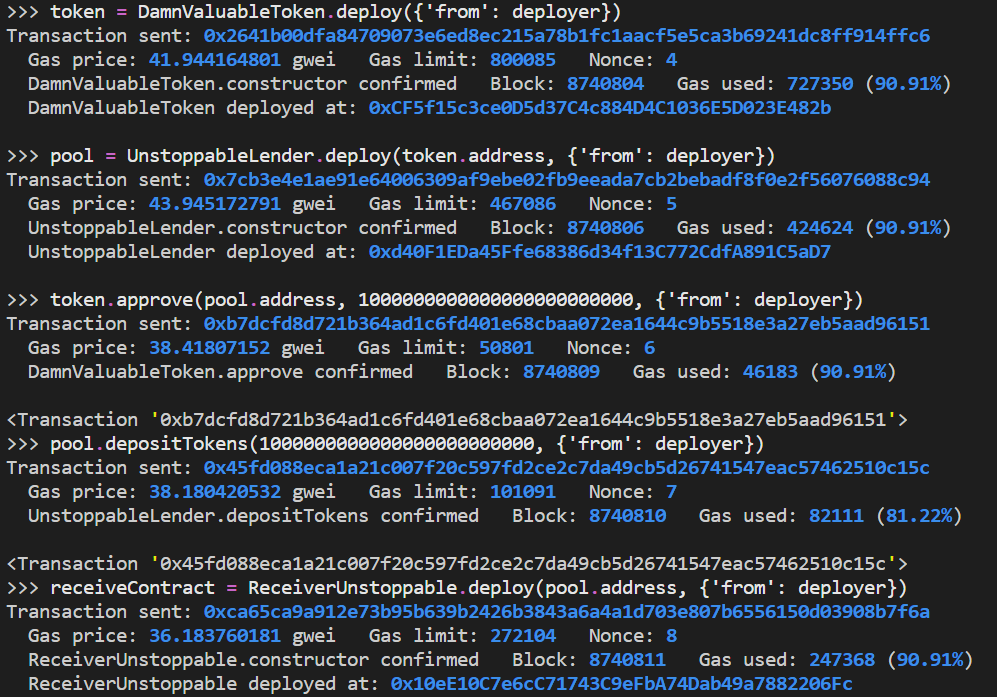 >>> token = DamnValuableToken.deploy({'from': deployer})
Transaction sent: 0x2641b00dfa84709073e6ed8ec215a78b1fc1aacf5e5ca3b69241dc8ff914ffc6
  Gas price: 41.944164801 gwei   Gas limit: 800085   Nonce: 4
  DamnValuableToken.constructor confirmed   Block: 8740804   Gas used: 727350 (90.91%)
  DamnValuableToken deployed at: 0xCF5f15c3ce0D5d37C4c884D4C1036E5D023E482b

>>> pool = UnstoppableLender.deploy(token.address, {'from': deployer})
Transaction sent: 0x7cb3e4e1ae91e64006309af9ebe02fb9eeada7cb2bebadf8f0e2f56076088c94
  Gas price: 43.945172791 gwei   Gas limit: 467086   Nonce: 5
  UnstoppableLender.constructor confirmed   Block: 8740806   Gas used: 424624 (90.91%)
  UnstoppableLender deployed at: 0xd40F1EDa45Ffe68386d34f13C772CdfA891C5aD7

>>> token.approve(pool.address, 1000000000000000000000000, {'from': deployer})
Transaction sent: 0xb7dcfd8d721b364ad1c6fd401e68cbaa072ea1644c9b5518e3a27eb5aad96151
  Gas price: 38.41807152 gwei   Gas limit: 50801   Nonce: 6
  DamnValuableToken.approve confirmed   Block: 8740809   Gas used: 46183 (90.91%)

<Transaction '0xb7dcfd8d721b364ad1c6fd401e68cbaa072ea1644c9b5518e3a27eb5aad96151'>
>>> pool.depositTokens(1000000000000000000000000, {'from': deployer})
Transaction sent: 0x45fd088eca1a21c007f20c597fd2ce2c7da49cb5d26741547eac57462510c15c
  Gas price: 38.180420532 gwei   Gas limit: 101091   Nonce: 7
  UnstoppableLender.depositTokens confirmed   Block: 8740810   Gas used: 82111 (81.22%)

<Transaction '0x45fd088eca1a21c007f20c597fd2ce2c7da49cb5d26741547eac57462510c15c'>
>>> receiveContract = ReceiverUnstoppable.deploy(pool.address, {'from': deployer})
Transaction sent: 0xca65ca9a912e73b95b639b2426b3843a6a4a1d703e807b6556150d03908b7f6a
  Gas price: 36.183760181 gwei   Gas limit: 272104   Nonce: 8
  ReceiverUnstoppable.constructor confirmed   Block: 8740811   Gas used: 247368 (90.91%)
  ReceiverUnstoppable deployed at: 0x10eE10C7e6cC71743C9eFbA74Dab49a7882206Fc